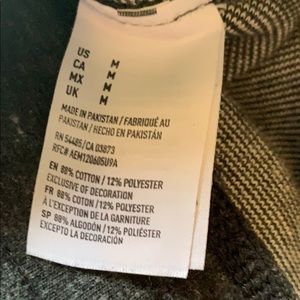 US M
CA M
MX M
UK M
MADE IN PAKISTAN / FABRIQUÉ AU
PAKISTAN / HECHO EN PAKISTÁN
RN 54485/CA 03873
RFC# AEM120605U9A
EN 88% COTTON / 12% POLYESTER
EXCLUSIVE OF DECORATION
FR 88% COTON / 12% POLYESTER
À L'EXCEPTION DE LA GARNITURE
SP 88% ALGODÓN / 12% POLIÉSTER
EXCEPTO LA DECORACIÓN